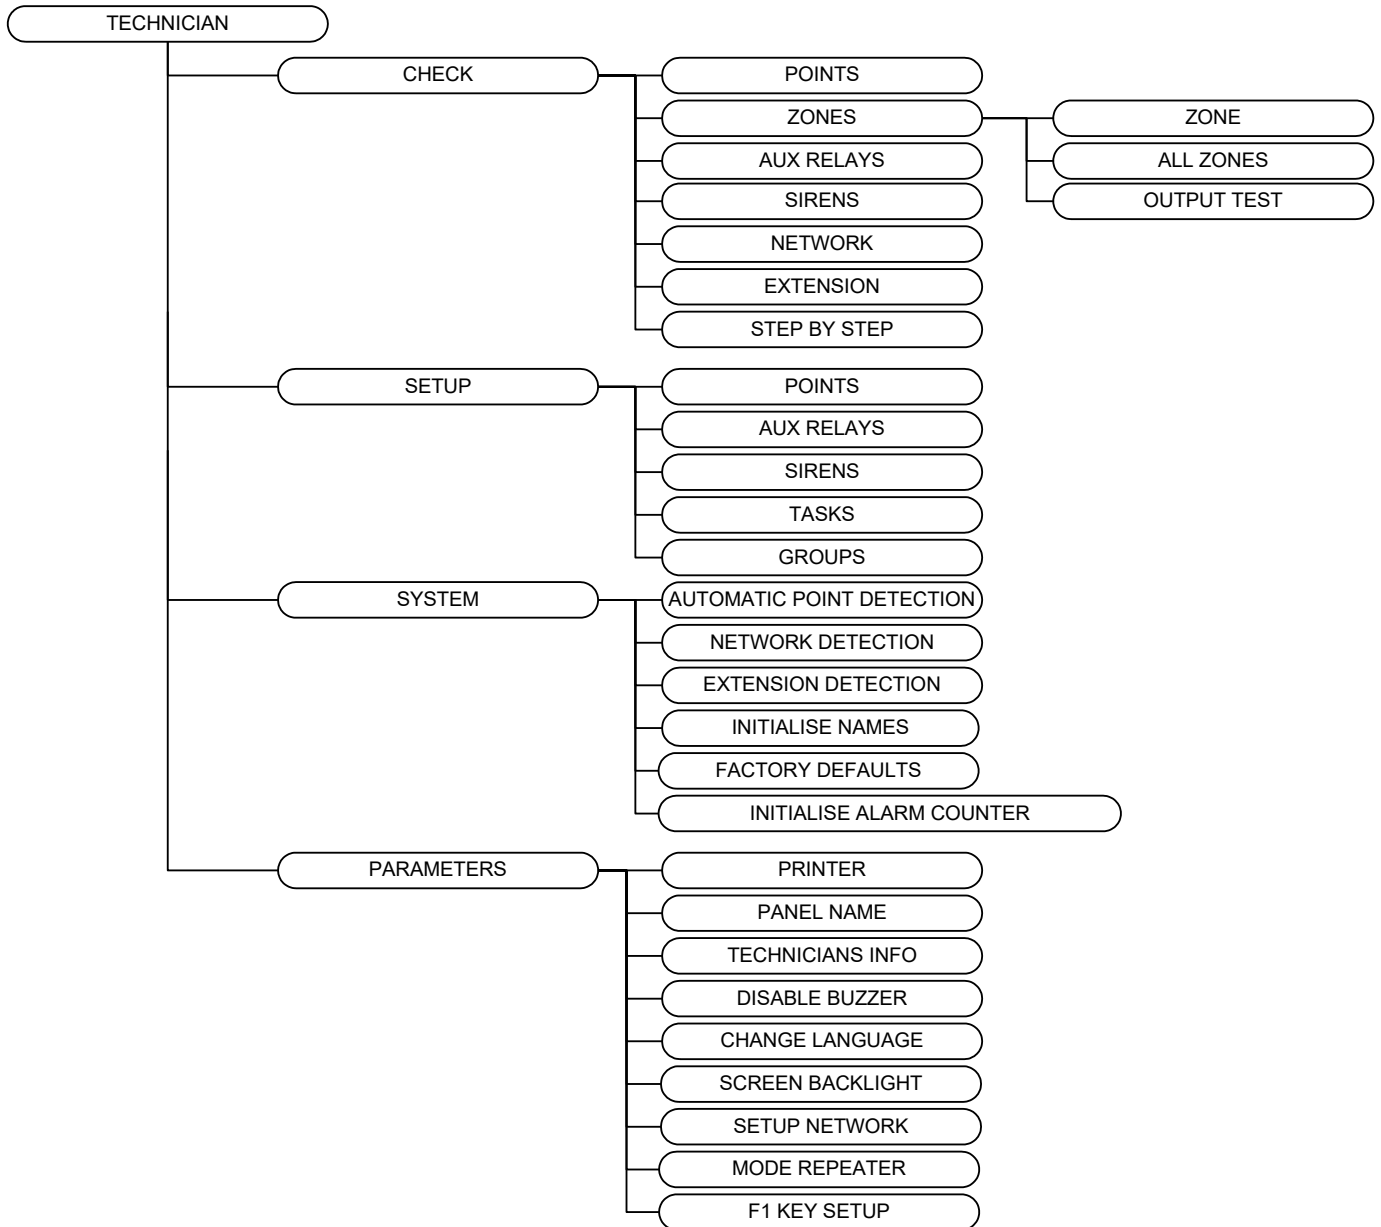 TECHNICIAN
CHECK
POINTS
ZONES
ZONE
AUX RELAYS
ALL ZONES
SIRENS
OUTPUT TEST
NETWORK
EXTENSION
STEP BY STEP
SETUP
POINTS
AUX RELAYS
SIRENS
TASKS
GROUPS
SYSTEM
AUTOMATIC POINT DETECTION
NETWORK DETECTION
EXTENSION DETECTION
INITIALISE NAMES
FACTORY DEFAULTS
INITIALISE ALARM COUNTER
PARAMETERS
PRINTER
PANEL NAME
TECHNICIANS INFO
DISABLE BUZZER
CHANGE LANGUAGE
SCREEN BACKLIGHT
SETUP NETWORK
MODE REPEATER
F1 KEY SETUP